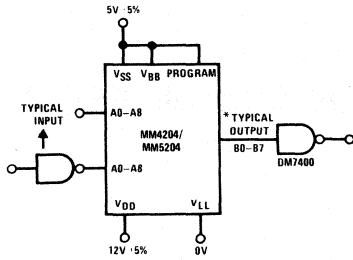 5V ·5%
VSS VBB PROGRAM
TYPICAL
INPUT
A0-A8
MM4204/
MM5204
* TYPICAL
OUTPUT
B0-B7
DM7400
A0-A8
VDD VLL
12V ·5% 0V